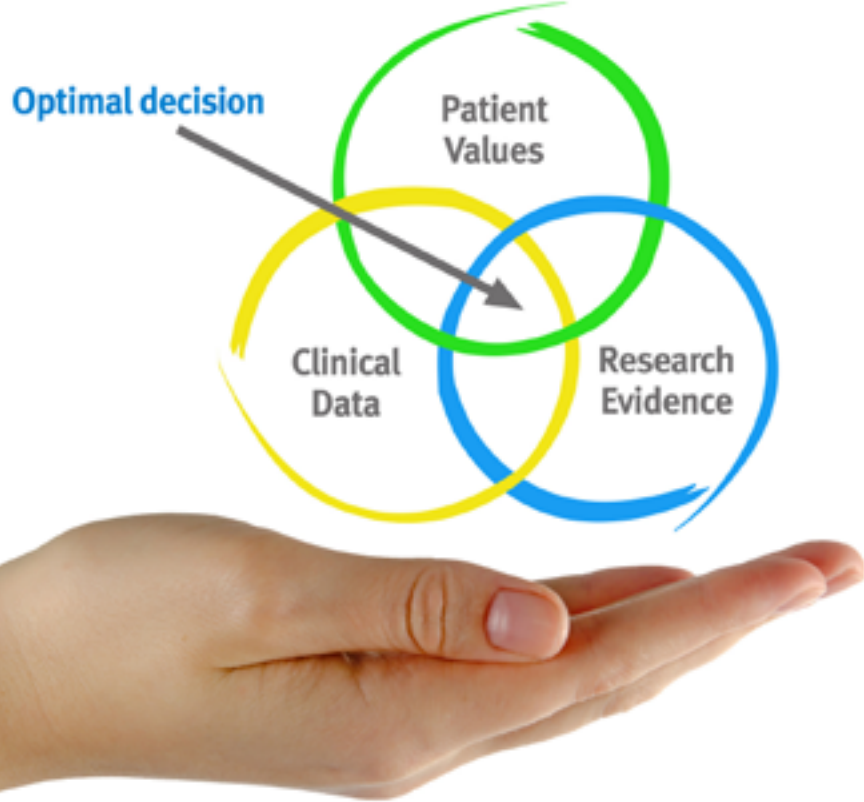 Optimal decision
Patient
Values
Clinical
Data
Research
Evidence